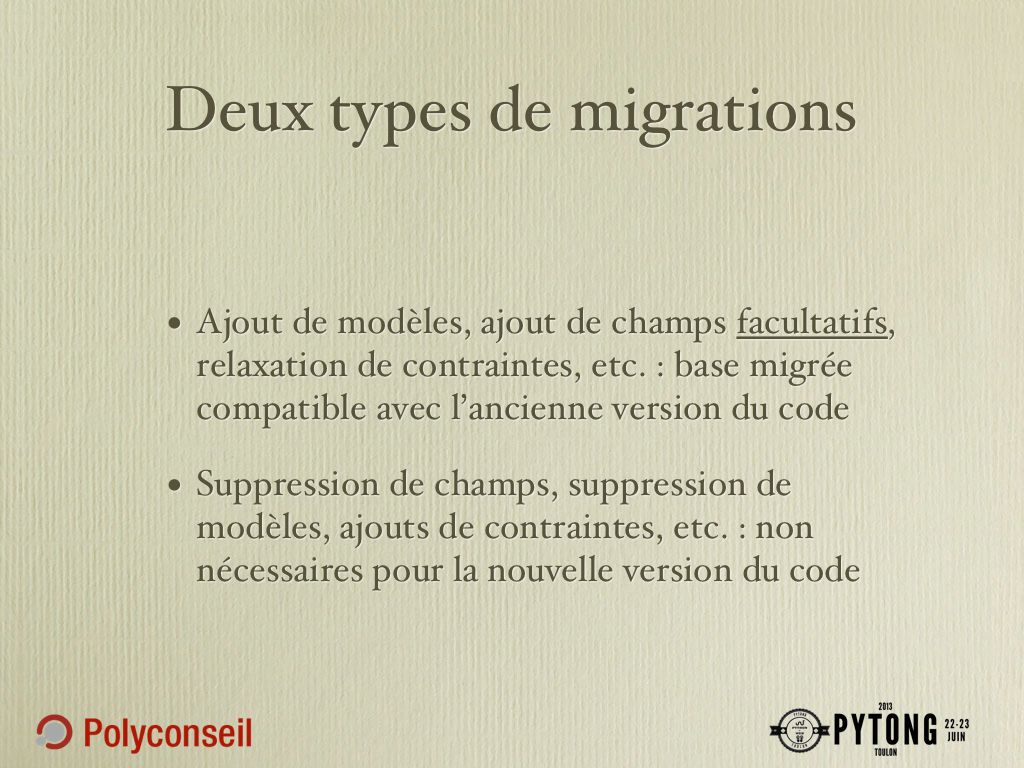 Deux types de migrations
• Ajout de modèles, ajout de champs facultatifs,
relaxation de contraintes, etc. : base migrée
compatible avec l’ancienne version du code
• Suppression de champs, suppression de
modèles, ajouts de contraintes, etc. : non
nécessaires pour la nouvelle version du code
Polyconseil
2013
PYTONG
TOULON
22-23
JUIN